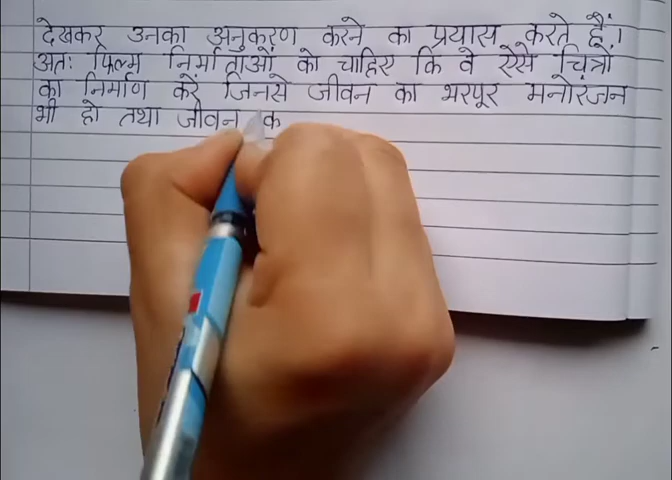 देखकर उनका अनुकरण करने का प्रयास करते हैं।
अतः फिल्म निर्माताओं को चाहिए कि वे ऐसे चित्रों
का निर्माण करें जिनसे जीवन का भरपूर मनोरंजन
भी हो तथा जीवन क